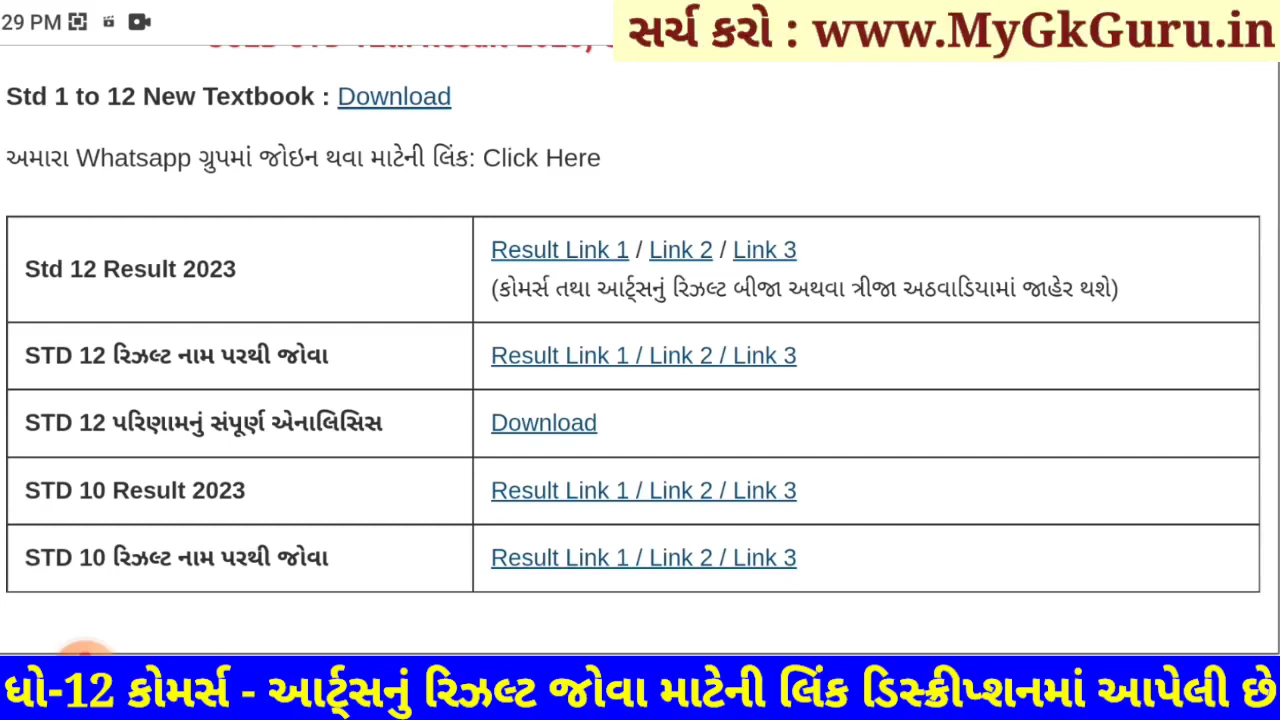 29 PM
સર્ચ કરો : www.MyGkGuru.in
Std 1 to 12 New Textbook : Download
અમારા Whatsapp ગ્રુપમાં જોઇન થવા માટેની લિંક: Click Here
Std 12 Result 2023
Result Link 1 / Link 2 / Link 3
(કોમર્સ તથા આર્ટ્સનું રિઝલ્ટ બીજા અથવા ત્રીજા અઠવાડિયામાં જાહેર થશે)
STD 12 રિઝલ્ટ નામ પરથી જોવા
Result Link 1 / Link 2 / Link 3
STD 12 પરિણામનું સંપૂર્ણ એનાલિસિસ
Download
STD 10 Result 2023
Result Link 1 / Link 2 / Link 3
STD 10 રિઝલ્ટ નામ પરથી જોવા
Result Link 1 / Link 2 / Link 3
ધો-12 કોમર્સ - આર્ટ્સનું રિઝલ્ટ જોવા માટેની લિંક ડિસ્ક્રીપ્શનમાં આપેલી છે